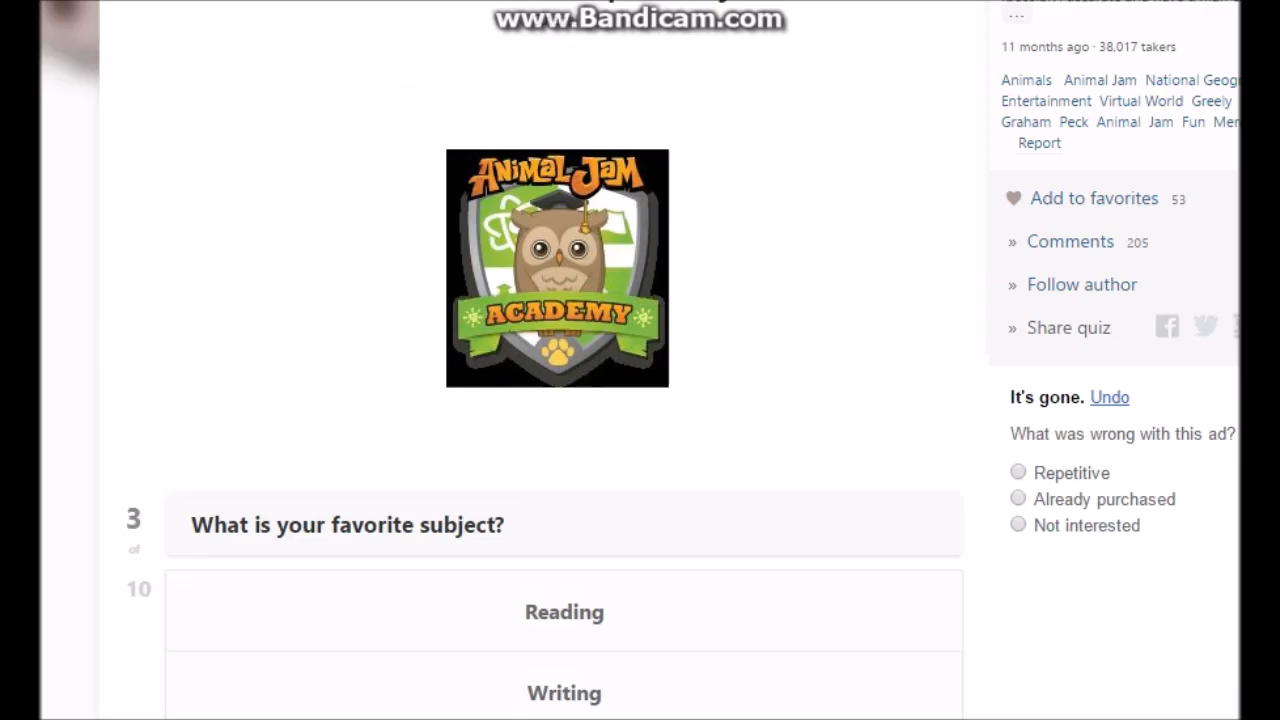 www.Bandicam.com
...
11 months ago · 38,017 takers
Animals Animal Jam National Geog
Entertainment Virtual World Greely
Graham Peck Animal Jam Fun Mer
Report
ANIMAL JAM
ACADEMY
Add to favorites 53
» Comments 205
» Follow author
» Share quiz
It's gone. Undo
What was wrong with this ad?
Repetitive
Already purchased
Not interested
3
of
10
What is your favorite subject?
Reading
Writing